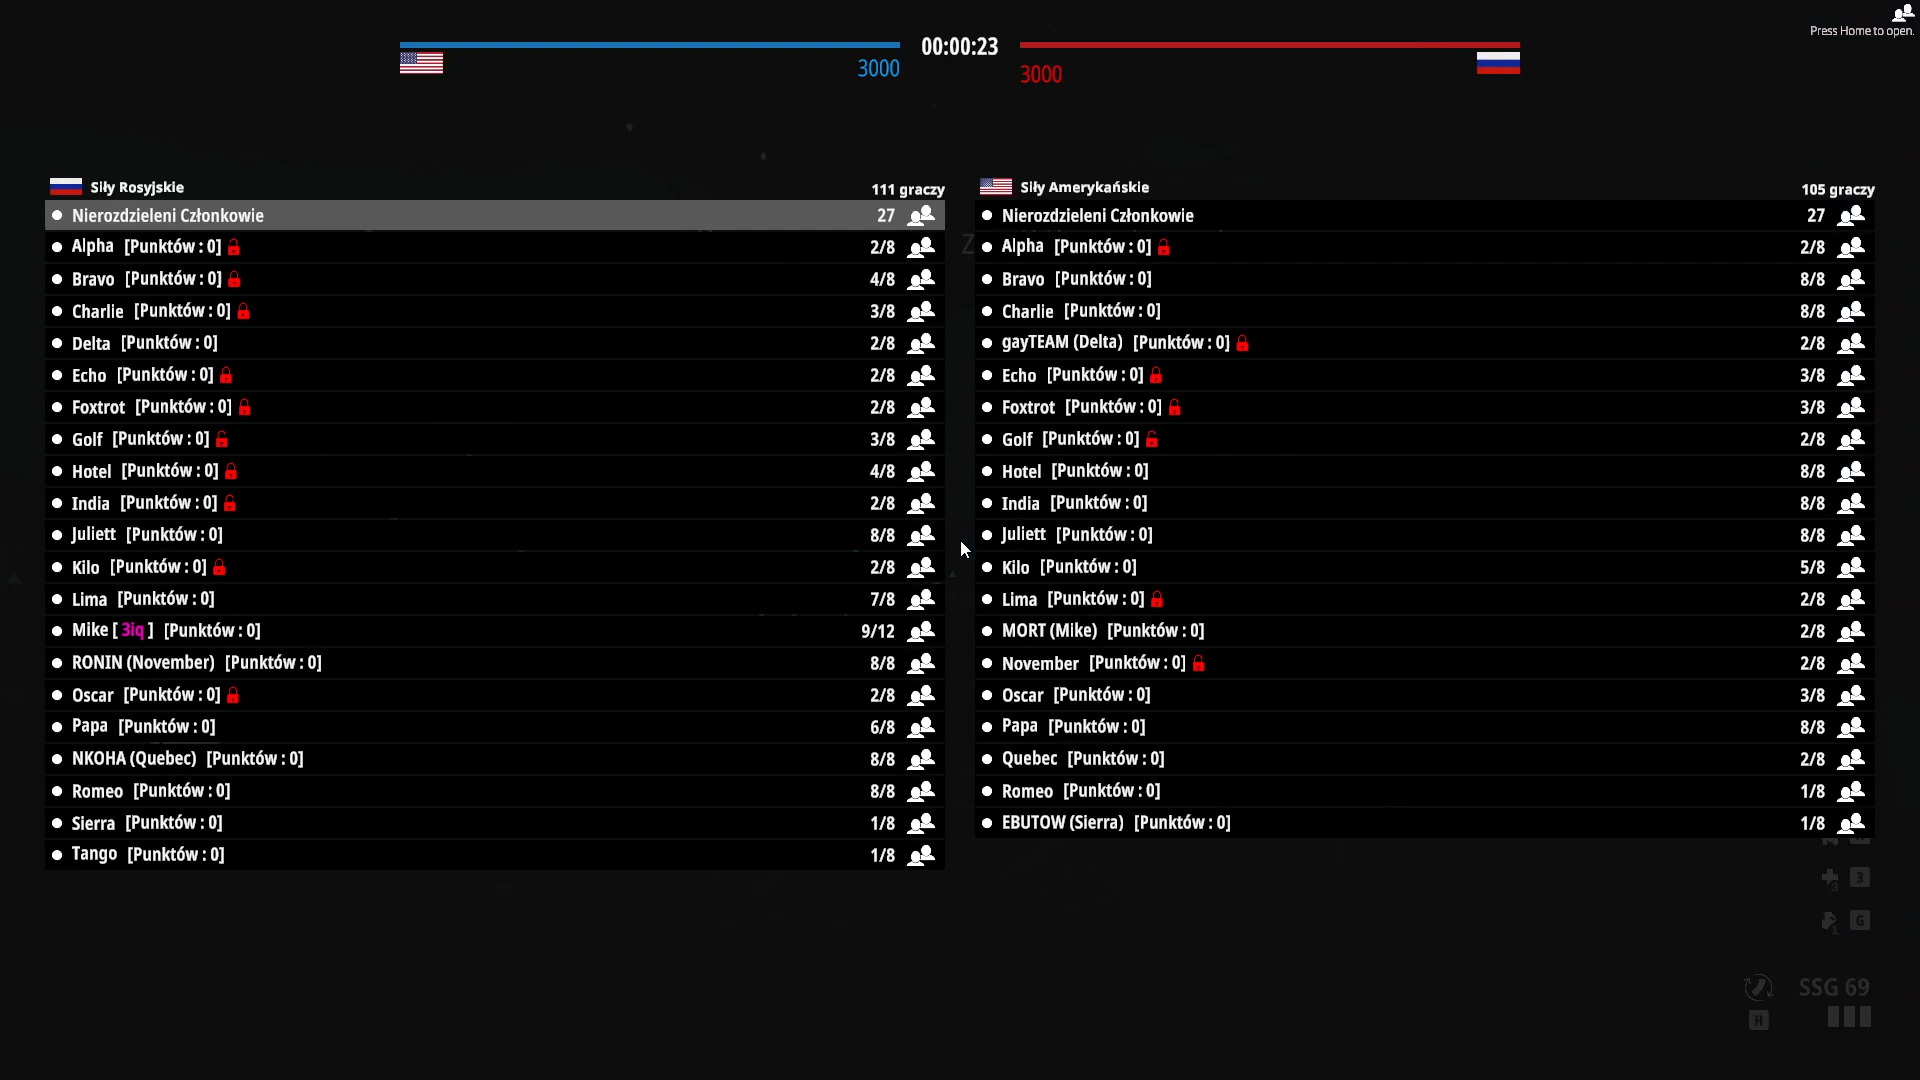 Press Home to open.
00:00:23
3000
3000
Siły Rosyjskie 111 graczy
Nierozdzieleni Członkowie 27
Alpha [Punktów : 0] 2/8
Bravo [Punktów : 0] 4/8
Charlie [Punktów : 0] 3/8
Delta [Punktów : 0] 2/8
Echo [Punktów : 0] 2/8
Foxtrot [Punktów : 0] 2/8
Golf [Punktów : 0] 3/8
Hotel [Punktów : 0] 4/8
India [Punktów : 0] 2/8
Juliett [Punktów : 0] 8/8
Kilo [Punktów : 0] 2/8
Lima [Punktów : 0] 7/8
Mike [ 3iq ] [Punktów : 0] 9/12
RONIN (November) [Punktów : 0] 8/8
Oscar [Punktów : 0] 2/8
Papa [Punktów : 0] 6/8
NKOHA (Quebec) [Punktów : 0] 8/8
Romeo [Punktów : 0] 8/8
Sierra [Punktów : 0] 1/8
Tango [Punktów : 0] 1/8
Siły Amerykańskie 105 graczy
Nierozdzieleni Członkowie 27
Alpha [Punktów : 0] 2/8
Bravo [Punktów : 0] 8/8
Charlie [Punktów : 0] 8/8
gayTEAM (Delta) [Punktów : 0] 2/8
Echo [Punktów : 0] 3/8
Foxtrot [Punktów : 0] 3/8
Golf [Punktów : 0] 2/8
Hotel [Punktów : 0] 8/8
India [Punktów : 0] 8/8
Juliett [Punktów : 0] 8/8
Kilo [Punktów : 0] 5/8
Lima [Punktów : 0] 2/8
MORT (Mike) [Punktów : 0] 2/8
November [Punktów : 0] 2/8
Oscar [Punktów : 0] 3/8
Papa [Punktów : 0] 8/8
Quebec [Punktów : 0] 2/8
Romeo [Punktów : 0] 1/8
EBUTOW (Sierra) [Punktów : 0] 1/8
3 3
1 G
SSG 69
H